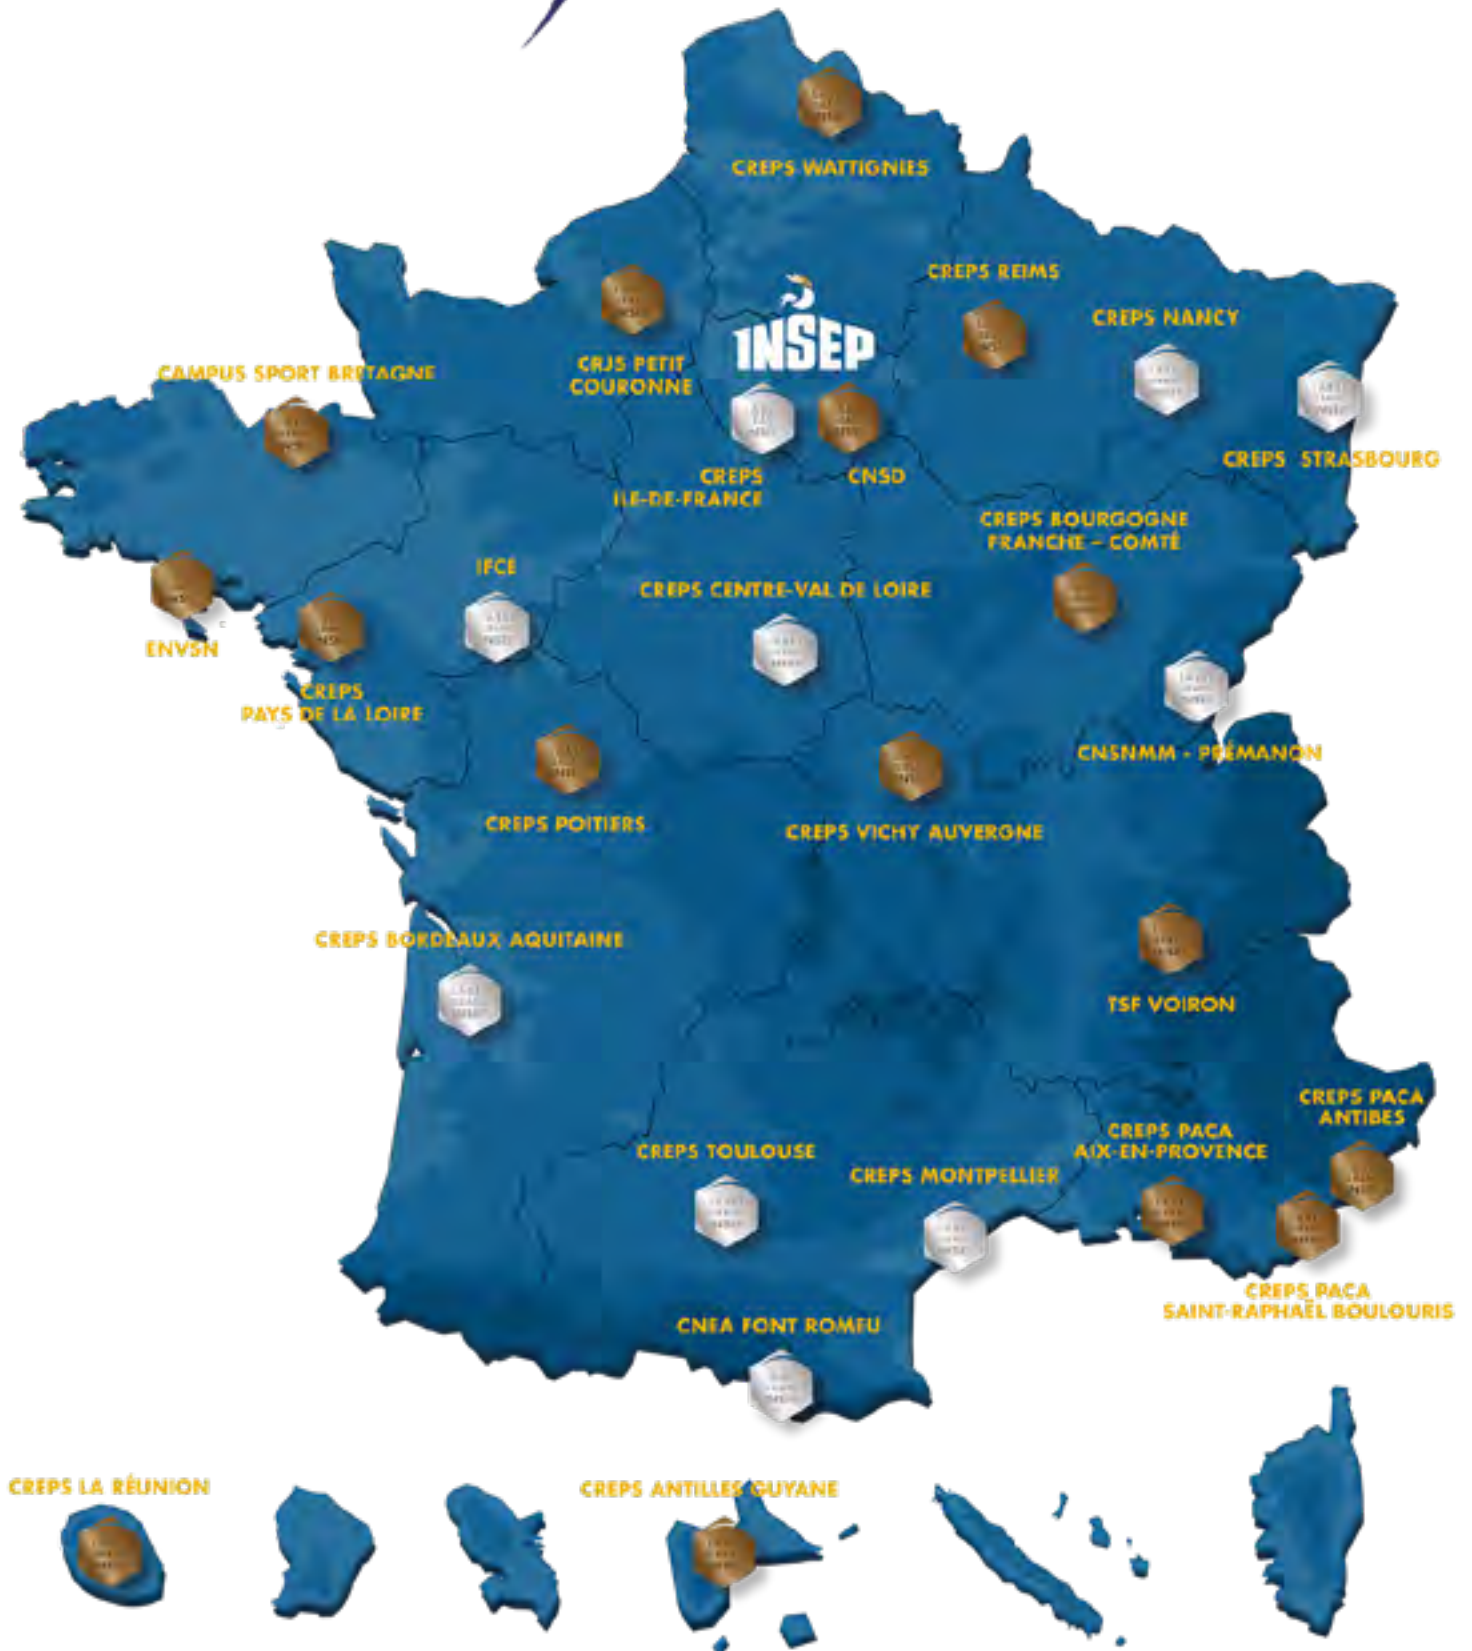 CREPS WATTIGNIES
CREPS REIMS
CREPS NANCY
INSEP
CRJS PETIT
COURONNE
CAMPUS SPORT BRETAGNE
CREPS STRASBOURG
CREPS
ILE-DE-FRANCE
CNSD
CREPS BOURGOGNE
FRANCHE – COMTÉ
IFCE
CREPS CENTRE-VAL DE LOIRE
ENVSN
CREPS
PAYS DE LA LOIRE
CNSNMM - PRÉMANON
CREPS POITIERS
CREPS VICHY AUVERGNE
CREPS BORDEAUX AQUITAINE
TSF VOIRON
CREPS PACA
ANTIBES
CREPS PACA
AIX-EN-PROVENCE
CREPS TOULOUSE
CREPS MONTPELLIER
CREPS PACA
SAINT-RAPHAËL BOULOURIS
CNEA FONT ROMEU
CREPS LA RÉUNION
CREPS ANTILLES GUYANE